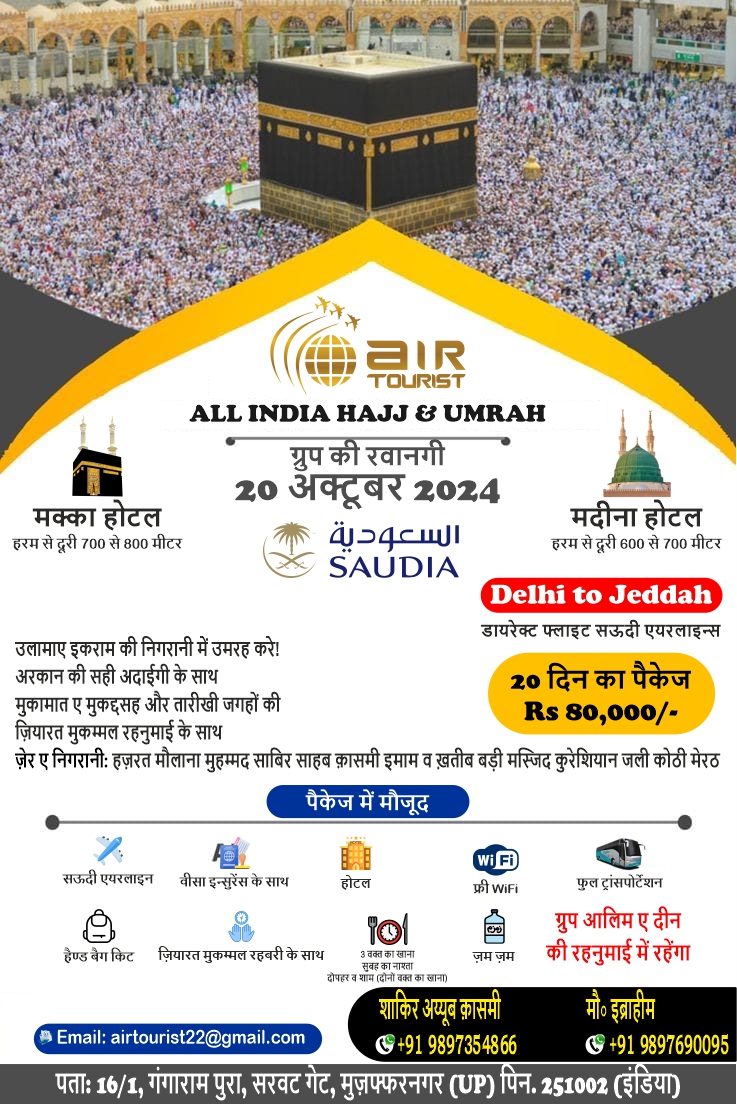 AIR
TOURIST
ALL INDIA HAJJ & UMRAH
ग्रुप की रवानगी
20 अक्टूबर 2024
मक्का होटल
हरम से दूरी 700 से 800 मीटर
मदीना होटल
हरम से दूरी 600 से 700 मीटर
السعودية
SAUDIA
Delhi to Jeddah
डायरेक्ट फ्लाइट सऊदी एयरलाइन्स
उलामाए इकराम की निगरानी में उमरह करे!
अरकान की सही अदाईगी के साथ
मुकामात ए मुकद्दसह और तारीखी जगहों की
ज़ियारत मुकम्मल रहनुमाई के साथ
20 दिन का पैकेज
Rs 80,000/-
ज़ेर ए निगरानी: हज़रत मौलाना मुहम्मद साबिर साहब क़ासमी इमाम व ख़तीब बड़ी मस्जिद कुरेशियान जली कोठी मेरठ
पैकेज में मौजूद
सऊदी एयरलाइन
वीसा इन्सुरेंस के साथ
होटल
WiFi
फ्री WiFi
फुल ट्रांसपोर्टेशन
हैण्ड बैग किट
ज़ियारत मुकम्मल रहबरी के साथ
3 वक्त का खाना
सुबह का नाश्ता
दोपहर व शाम (दोनों वक्त का खाना)
ज़म ज़म
ग्रुप आलिम ए दीन
की रहनुमाई में रहेंगा
शाकिर अय्यूब क़ासमी
+91 9897354866
मौ० इब्राहीम
+91 9897690095
Email: airtourist22@gmail.com
पता: 16/1, गंगाराम पुरा, सरवट गेट, मुज़फ्फरनगर (UP) पिन. 251002 (इंडिया)